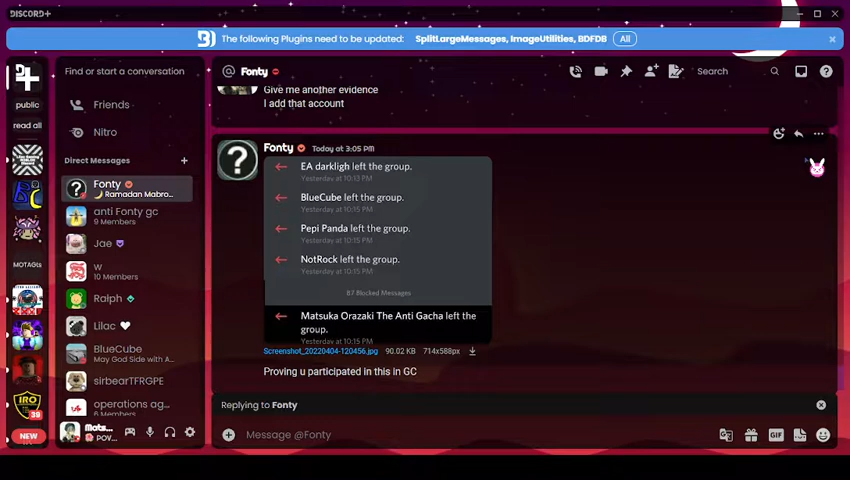 DISCORD+
The following Plugins need to be updated: SplitLargeMessages, ImageUtilities, BDFDB All
Find or start a conversation
Fonty
Search
public
read all
Friends
Nitro
Direct Messages
Fonty
Ramadan Mabro...
anti Fonty gc
9 Members
Jae
W
10 Members
Ralph
Lilac
BlueCube
May God Side with A...
sirbearTFRGPE
operations ag...
6 Members
MOTAGts
IRO
39
NEW
Mats...
POV...
Give me another evidence
I add that account
Fonty Today at 3:05 PM
EA darkligh left the group.
Yesterday at 10:13 PM
BlueCube left the group.
Yesterday at 10:15 PM
Pepi Panda left the group.
Yesterday at 10:15 PM
NotRock left the group.
Yesterday at 10:15 PM
87 Blocked Messages
Matsuka Orazaki The Anti Gacha left the
group.
Yesterday at 10:15 PM
Screenshot_20220404-120456.jpg 90.02 KB 714x588px
Proving u participated in this in GC
Replying to Fonty
Message @Fonty
GIF